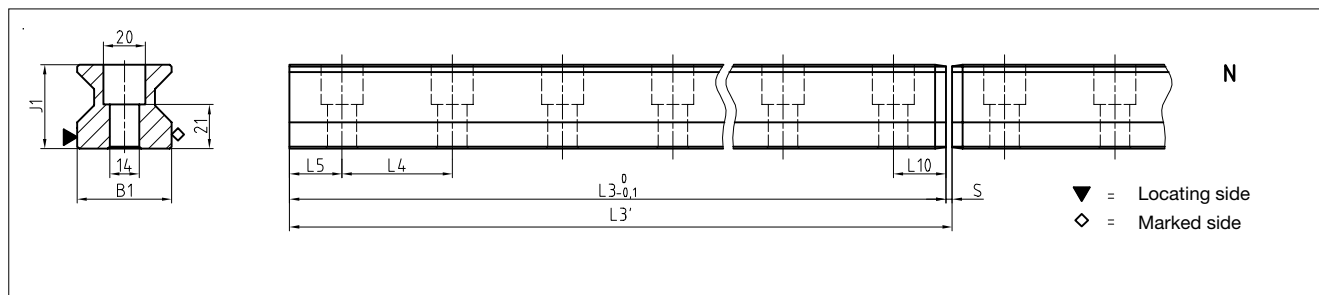 20
N
J1
21
14
B1
L5
L4
L10
L3 0 -0,1
S
L3'
▼ = Locating side
◇ = Marked side